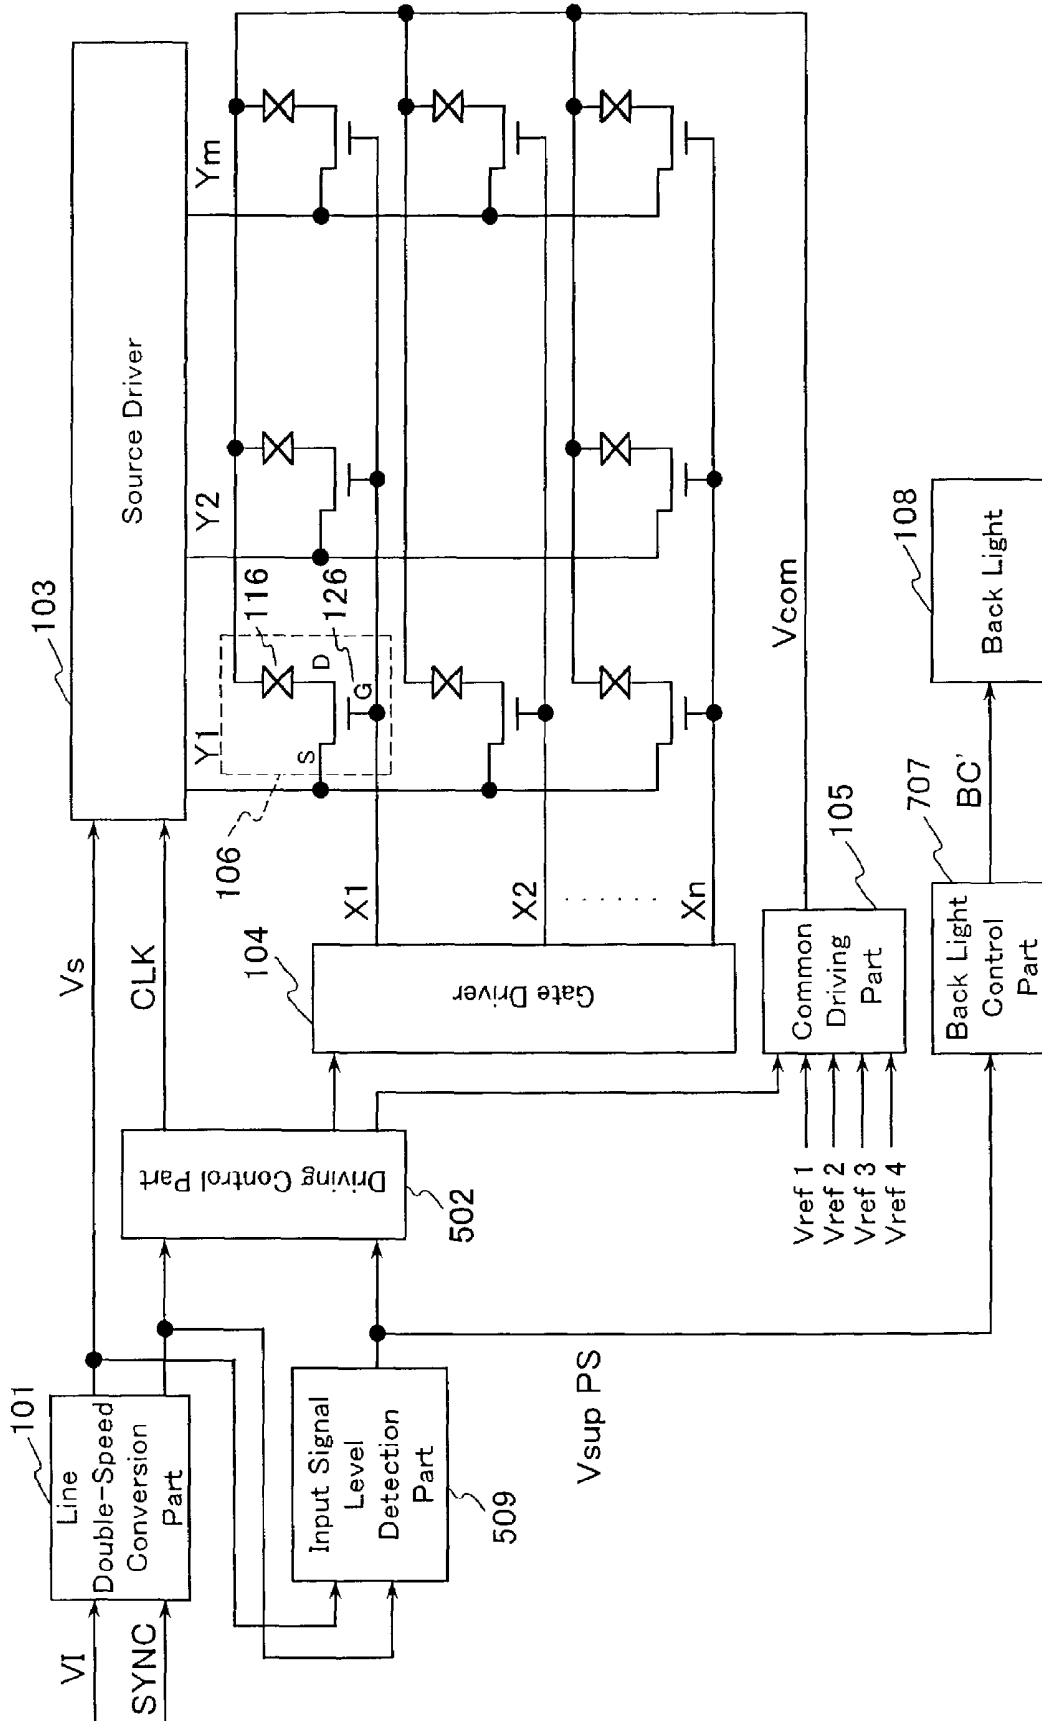 VI
SYNC
101
Line
Double-Speed
Conversion
Part
Vs
CLK
103
Source Driver
Input Signal
Level
Detection
Part
509
Driving Control Part
502
Vsup PS
104
Gate Driver
X1
X2
. . . . . . .
Xn
Y1
Y2
Ym
106
116
126
S
D
G
Vref 1
Vref 2
Vref 3
Vref 4
Common
Driving
Part
105
Vcom
Back Light
Control
Part
707
BC'
Back Light
108